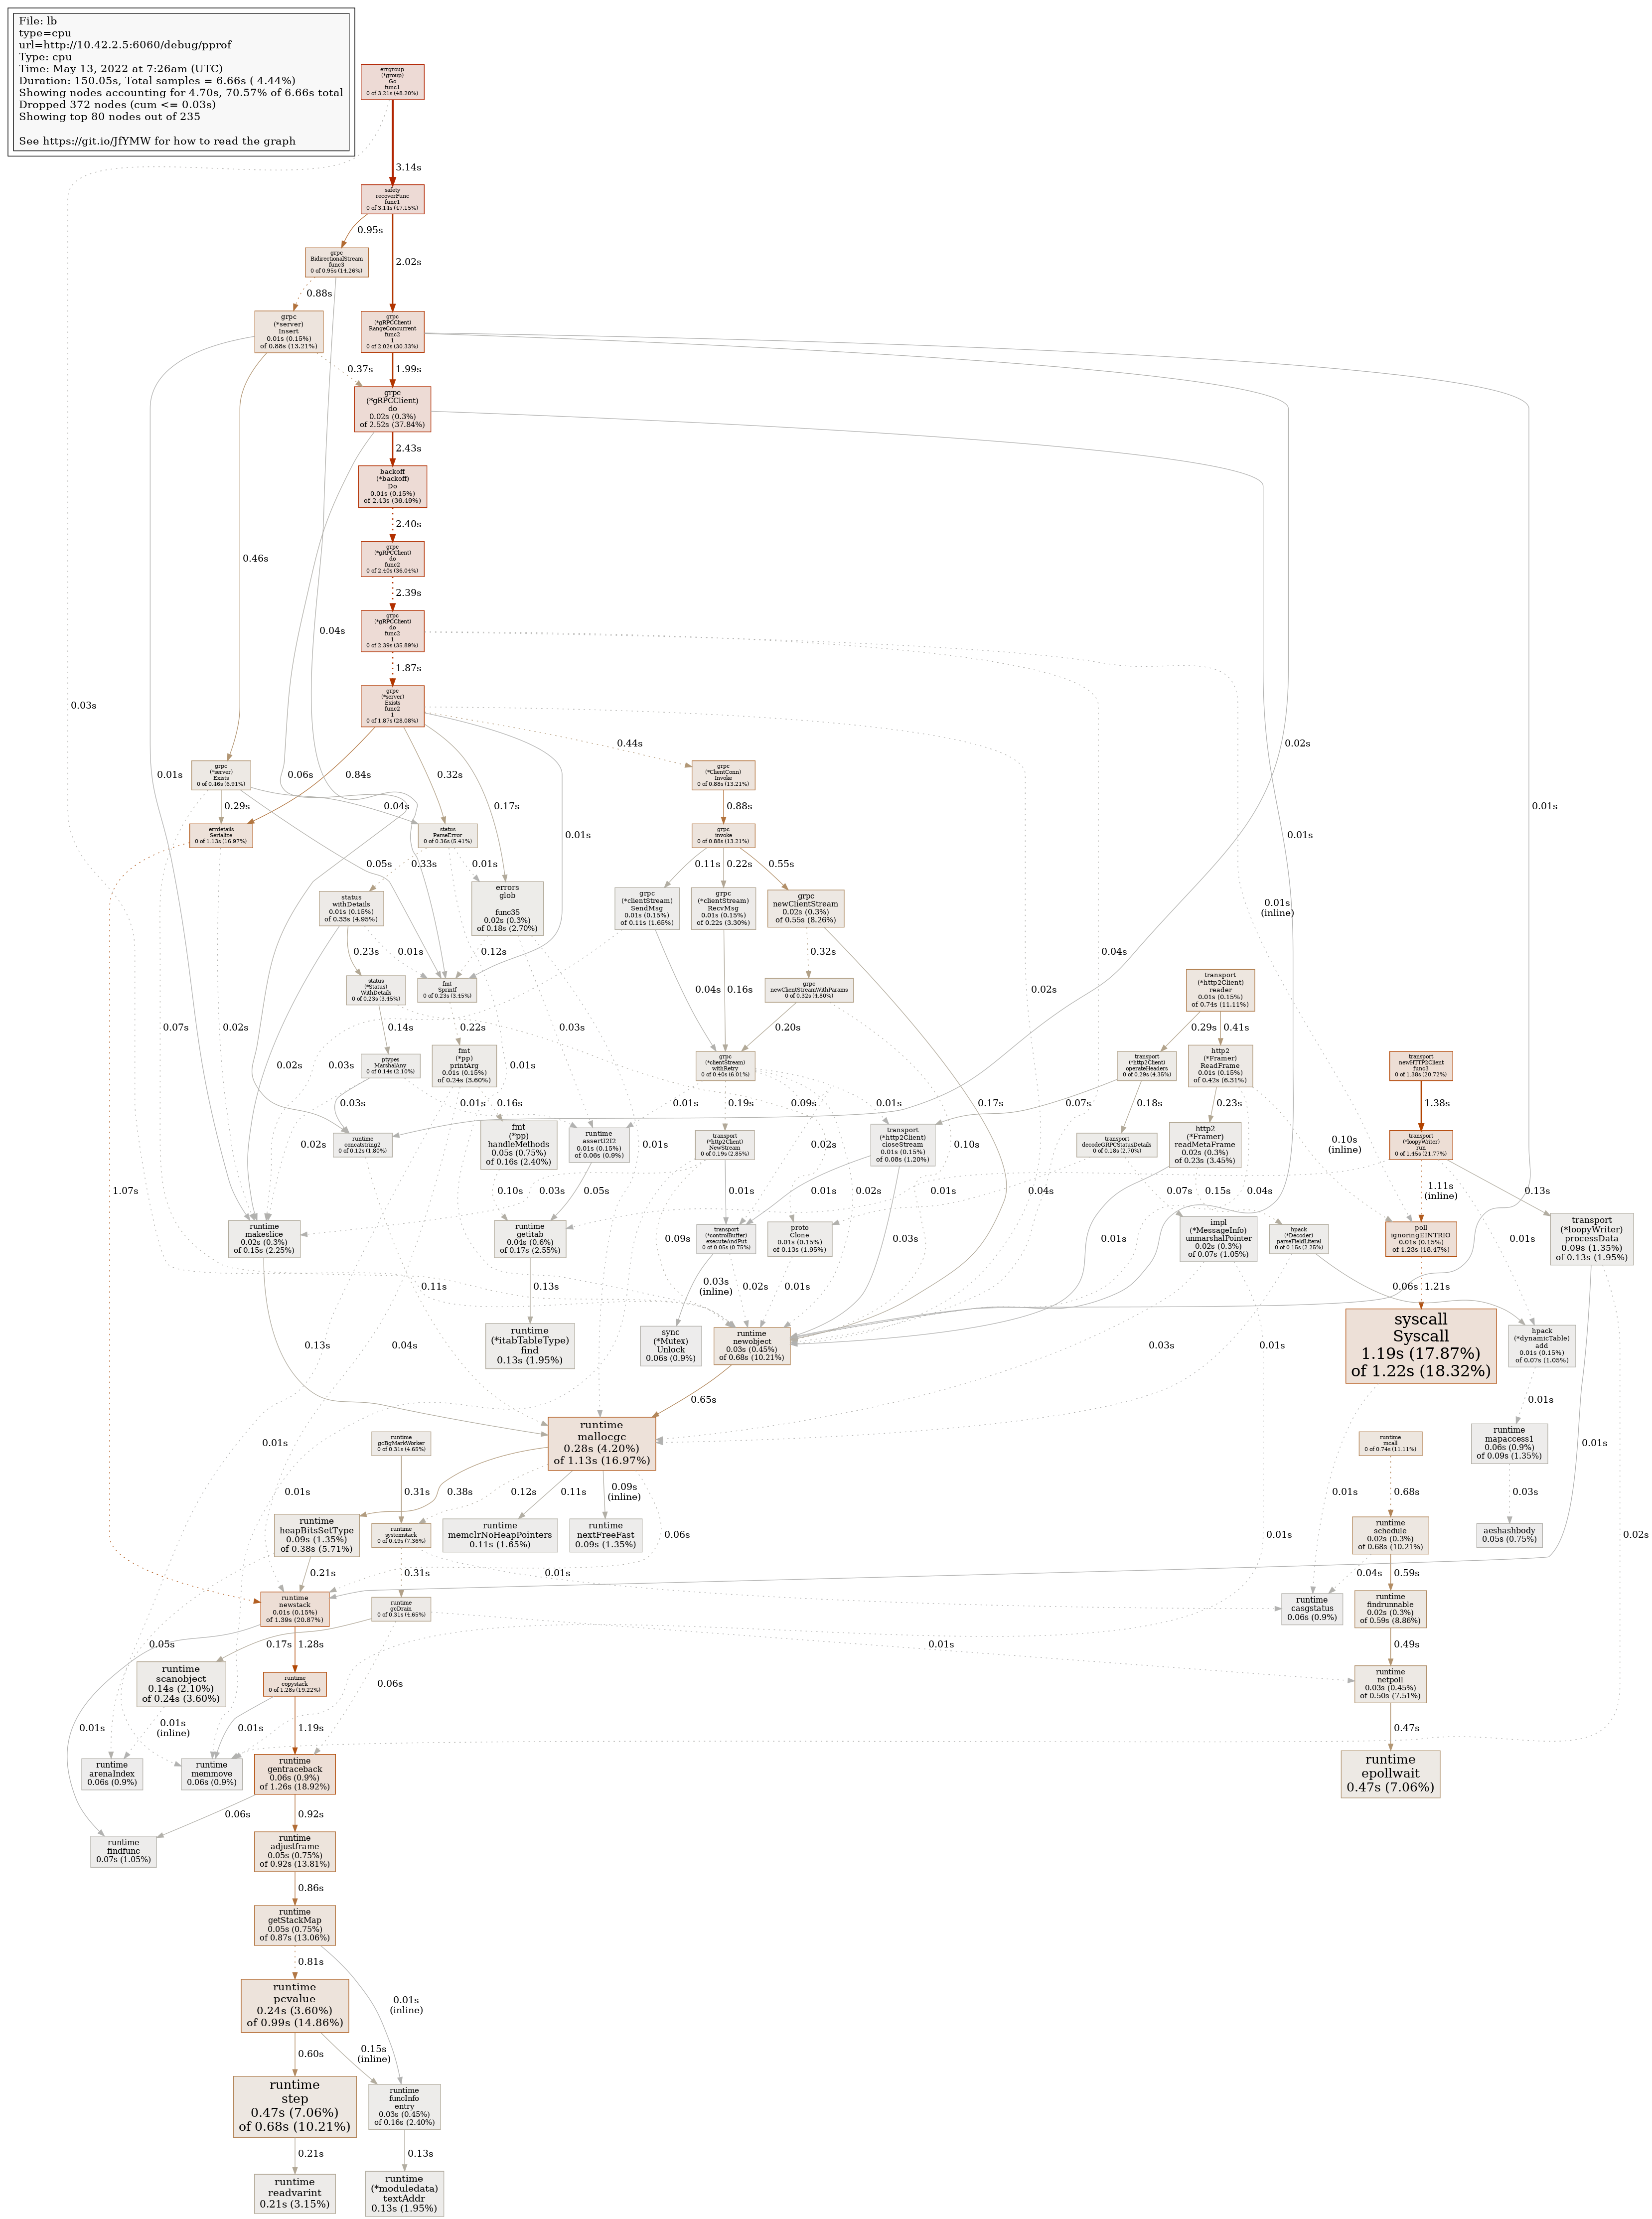 File: lb
type=cpu
url=http://10.42.2.5:6060/debug/pprof
Type: cpu
Time: May 13, 2022 at 7:26am (UTC)
Duration: 150.05s, Total samples = 6.66s ( 4.44%)
Showing nodes accounting for 4.70s, 70.57% of 6.66s total
Dropped 372 nodes (cum <= 0.03s)
Showing top 80 nodes out of 235
See https://git.io/JfYMW for how to read the graph
errgroup
(*group)
Go
func1
0 of 3.21s (48.20%)
3.14s
safety
recoverFunc
func1
0 of 3.14s (47.15%)
0.95s
2.02s
grpc
BidirectionalStream
func3
0 of 0.95s (14.26%)
0.88s
grpc
(*server)
Insert
0.01s (0.15%)
of 0.88s (13.21%)
grpc
(*gRPCClient)
RangeConcurrent
func2
1
0 of 2.02s (30.33%)
0.37s
1.99s
grpc
(*gRPCClient)
do
0.02s (0.3%)
of 2.52s (37.84%)
2.43s
backoff
(*backoff)
Do
0.01s (0.15%)
of 2.43s (36.49%)
2.40s
0.46s
grpc
(*gRPCClient)
do
func2
0 of 2.40s (36.04%)
2.39s
0.04s
grpc
(*gRPCClient)
do
func2
1
0 of 2.39s (35.89%)
1.87s
0.03s
grpc
(*server)
Exists
func2
1
0 of 1.87s (28.08%)
0.44s
0.02s
0.01s
0.06s
0.84s
0.32s
grpc
(*server)
Exists
0 of 0.46s (6.91%)
grpc
(*ClientConn)
Invoke
0 of 0.88s (13.21%)
0.29s
0.04s
0.17s
0.88s
0.01s
0.01s
0.01s
errdetails
Serialize
0 of 1.13s (16.97%)
status
ParseError
0 of 0.36s (5.41%)
grpc
invoke
0 of 0.88s (13.21%)
0.05s
0.33s
0.01s
0.11s
0.22s
0.55s
status
withDetails
0.01s (0.15%)
of 0.33s (4.95%)
errors
glob
func35
0.02s (0.3%)
of 0.18s (2.70%)
grpc
(*clientStream)
SendMsg
0.01s (0.15%)
of 0.11s (1.65%)
grpc
(*clientStream)
RecvMsg
0.01s (0.15%)
of 0.22s (3.30%)
grpc
newClientStream
0.02s (0.3%)
of 0.55s (8.26%)
0.01s
(inline)
0.23s
0.01s
0.12s
0.32s
0.04s
status
(*Status)
WithDetails
0 of 0.23s (3.45%)
fmt
Sprintf
0 of 0.23s (3.45%)
grpc
newClientStreamWithParams
0 of 0.32s (4.80%)
transport
(*http2Client)
reader
0.01s (0.15%)
of 0.74s (11.11%)
0.04s
0.16s
0.02s
0.07s
0.02s
0.14s
0.22s
0.03s
0.20s
0.29s
0.41s
ptypes
MarshalAny
0 of 0.14s (2.10%)
fmt
(*pp)
printArg
0.01s (0.15%)
of 0.24s (3.60%)
grpc
(*clientStream)
withRetry
0 of 0.40s (6.01%)
transport
(*http2Client)
operateHeaders
0 of 0.29s (4.35%)
http2
(*Framer)
ReadFrame
0.01s (0.15%)
of 0.42s (6.31%)
transport
newHTTP2Client
func3
0 of 1.38s (20.72%)
0.02s
0.03s
0.01s
0.03s
0.01s
0.16s
0.09s
0.01s
0.19s
0.01s
0.17s
0.07s
0.18s
0.23s
1.38s
runtime
concatstring2
0 of 0.12s (1.80%)
fmt
(*pp)
handleMethods
0.05s (0.75%)
of 0.16s (2.40%)
runtime
assertI2I2
0.01s (0.15%)
of 0.06s (0.9%)
transport
(*http2Client)
NewStream
0 of 0.19s (2.85%)
transport
(*http2Client)
closeStream
0.01s (0.15%)
of 0.08s (1.20%)
transport
decodeGRPCStatusDetails
0 of 0.18s (2.70%)
http2
(*Framer)
readMetaFrame
0.02s (0.3%)
of 0.23s (3.45%)
transport
(*loopyWriter)
run
0 of 1.45s (21.77%)
0.02s
0.01s
0.02s
0.10s
0.10s
(inline)
1.07s
0.10s
0.03s
0.05s
0.01s
0.02s
0.01s
0.01s
0.04s
0.07s
0.15s
0.04s
1.11s
(inline)
0.13s
runtime
makeslice
0.02s (0.3%)
of 0.15s (2.25%)
runtime
getitab
0.04s (0.6%)
of 0.17s (2.55%)
transport
(*controlBuffer)
executeAndPut
0 of 0.05s (0.75%)
proto
Clone
0.01s (0.15%)
of 0.13s (1.95%)
impl
(*MessageInfo)
unmarshalPointer
0.02s (0.3%)
of 0.07s (1.05%)
hpack
(*Decoder)
parseFieldLiteral
0 of 0.15s (2.25%)
poll
ignoringEINTRIO
0.01s (0.15%)
of 1.23s (18.47%)
transport
(*loopyWriter)
processData
0.09s (1.35%)
of 0.13s (1.95%)
0.09s
0.03s
0.01s
0.01s
0.11s
0.13s
0.03s
(inline)
0.02s
0.01s
0.06s
1.21s
0.13s
0.04s
runtime
(*itabTableType)
find
0.13s (1.95%)
sync
(*Mutex)
Unlock
0.06s (0.9%)
runtime
newobject
0.03s (0.45%)
of 0.68s (10.21%)
syscall
Syscall
1.19s (17.87%)
of 1.22s (18.32%)
hpack
(*dynamicTable)
add
0.01s (0.15%)
of 0.07s (1.05%)
0.03s
0.01s
0.65s
0.01s
0.01s
runtime
gcBgMarkWorker
0 of 0.31s (4.65%)
runtime
mallocgc
0.28s (4.20%)
of 1.13s (16.97%)
runtime
mcall
0 of 0.74s (11.11%)
runtime
mapaccess1
0.06s (0.9%)
of 0.09s (1.35%)
0.01s
0.01s
0.31s
0.38s
0.12s
0.11s
0.09s
(inline)
0.06s
0.01s
0.68s
0.03s
0.01s
runtime
heapBitsSetType
0.09s (1.35%)
of 0.38s (5.71%)
runtime
systemstack
0 of 0.49s (7.36%)
runtime
memclrNoHeapPointers
0.11s (1.65%)
runtime
nextFreeFast
0.09s (1.35%)
runtime
schedule
0.02s (0.3%)
of 0.68s (10.21%)
aeshashbody
0.05s (0.75%)
0.02s
0.21s
0.31s
0.01s
0.04s
0.59s
runtime
newstack
0.01s (0.15%)
of 1.39s (20.87%)
runtime
gcDrain
0 of 0.31s (4.65%)
runtime
casgstatus
0.06s (0.9%)
runtime
findrunnable
0.02s (0.3%)
of 0.59s (8.86%)
0.05s
0.17s
1.28s
0.01s
0.49s
runtime
scanobject
0.14s (2.10%)
of 0.24s (3.60%)
runtime
copystack
0 of 1.28s (19.22%)
0.06s
runtime
netpoll
0.03s (0.45%)
of 0.50s (7.51%)
0.01s
0.01s
(inline)
0.01s
1.19s
0.47s
runtime
arenaIndex
0.06s (0.9%)
runtime
memmove
0.06s (0.9%)
runtime
gentraceback
0.06s (0.9%)
of 1.26s (18.92%)
runtime
epollwait
0.47s (7.06%)
0.06s
0.92s
runtime
findfunc
0.07s (1.05%)
runtime
adjustframe
0.05s (0.75%)
of 0.92s (13.81%)
0.86s
runtime
getStackMap
0.05s (0.75%)
of 0.87s (13.06%)
0.81s
runtime
pcvalue
0.24s (3.60%)
of 0.99s (14.86%)
0.01s
(inline)
0.60s
0.15s
(inline)
runtime
step
0.47s (7.06%)
of 0.68s (10.21%)
runtime
funcInfo
entry
0.03s (0.45%)
of 0.16s (2.40%)
0.21s
0.13s
runtime
readvarint
0.21s (3.15%)
runtime
(*moduledata)
textAddr
0.13s (1.95%)